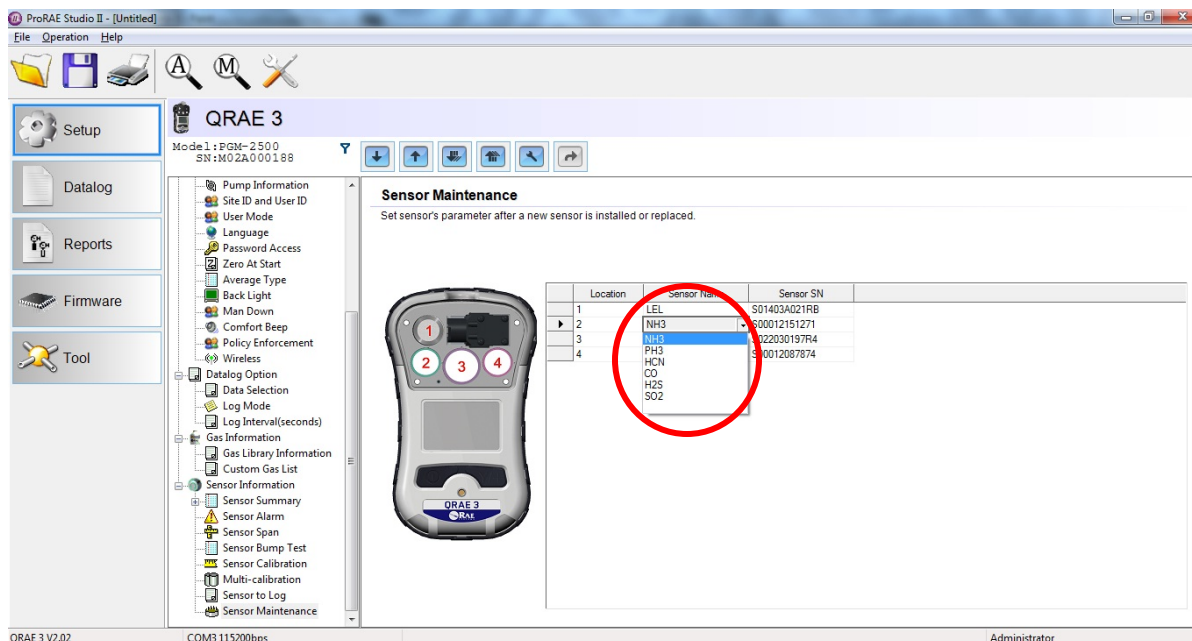 ProRAE Studio II - [Untitled]
File Operation Help
A M
Setup
Datalog
Reports
Firmware
Tool
QRAE 3
Model:PGM-2500
SN:M02A000188
Pump Information
Site ID and User ID
User Mode
Language
Password Access
Zero At Start
Average Type
Back Light
Man Down
Comfort Beep
Policy Enforcement
Wireless
Datalog Option
Data Selection
Log Mode
Log Interval(seconds)
Gas Information
Gas Library Information
Custom Gas List
Sensor Information
Sensor Summary
Sensor Alarm
Sensor Span
Sensor Bump Test
Sensor Calibration
Multi-calibration
Sensor to Log
Sensor Maintenance
Sensor Maintenance
Set sensor's parameter after a new sensor is installed or replaced.
1
2 3 4
QRAE 3
RAE
Location Sensor Sensor SN
1 LEL S01403A021RB
2 NH3 S00012151271
3 S022030197R4
4 S00012087874
NH3
PH3
HCN
CO
H2S
SO2
QRAE 3 V2.02 COM3 115200bps Administrator